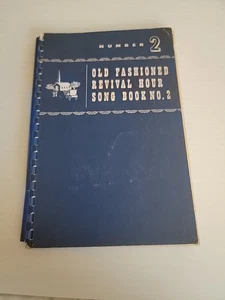 NUMBER 2
OLD FASHIONED
REVIVAL HOUR
SONG BOOK NO. 2